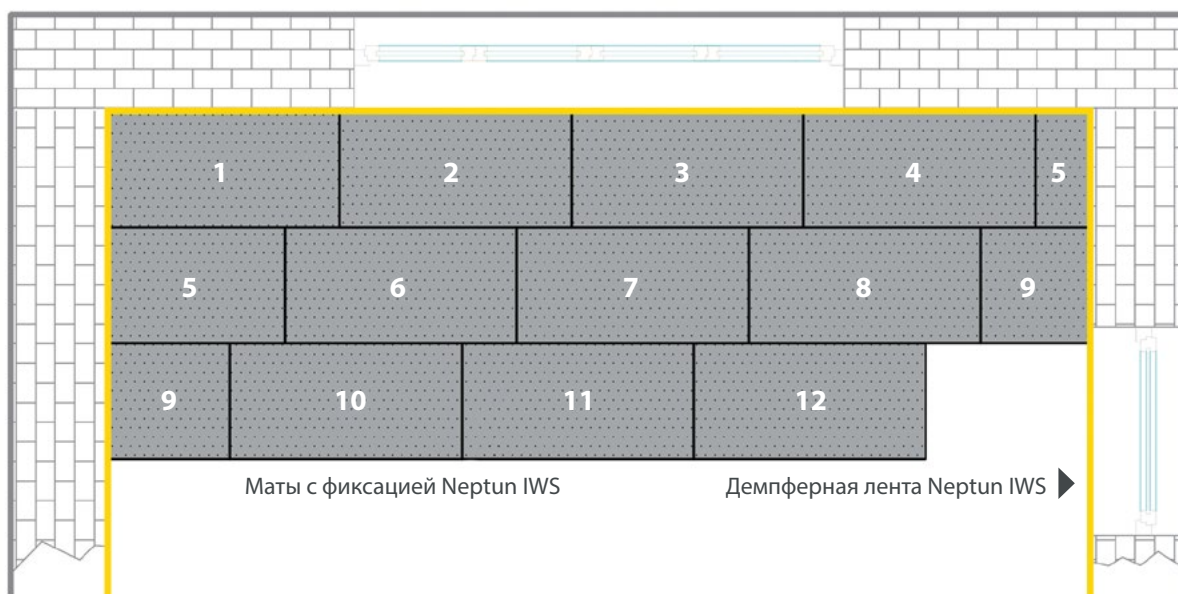 1 2 3 4 5
5 6 7 8 9
9 10 11 12
Маты с фиксацией Neptun IWS
Демпферная лента Neptun IWS